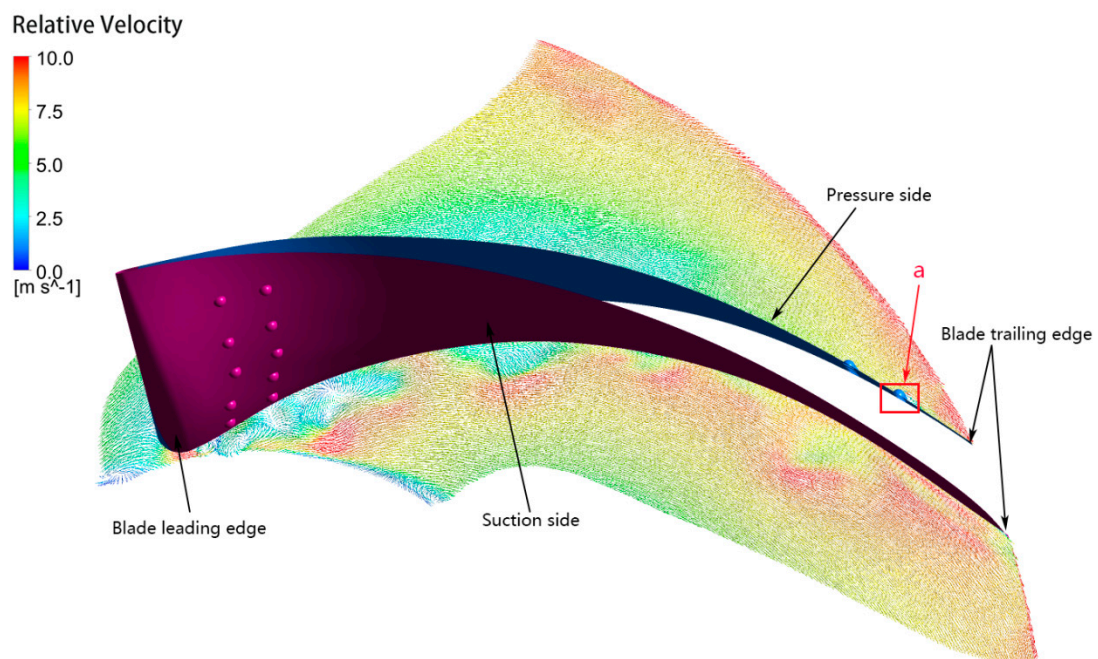 Relative Velocity
10.0
7.5
5.0
2.5
0.0
[m s^-1]
Pressure side
a
Blade trailing edge
Suction side
Blade leading edge